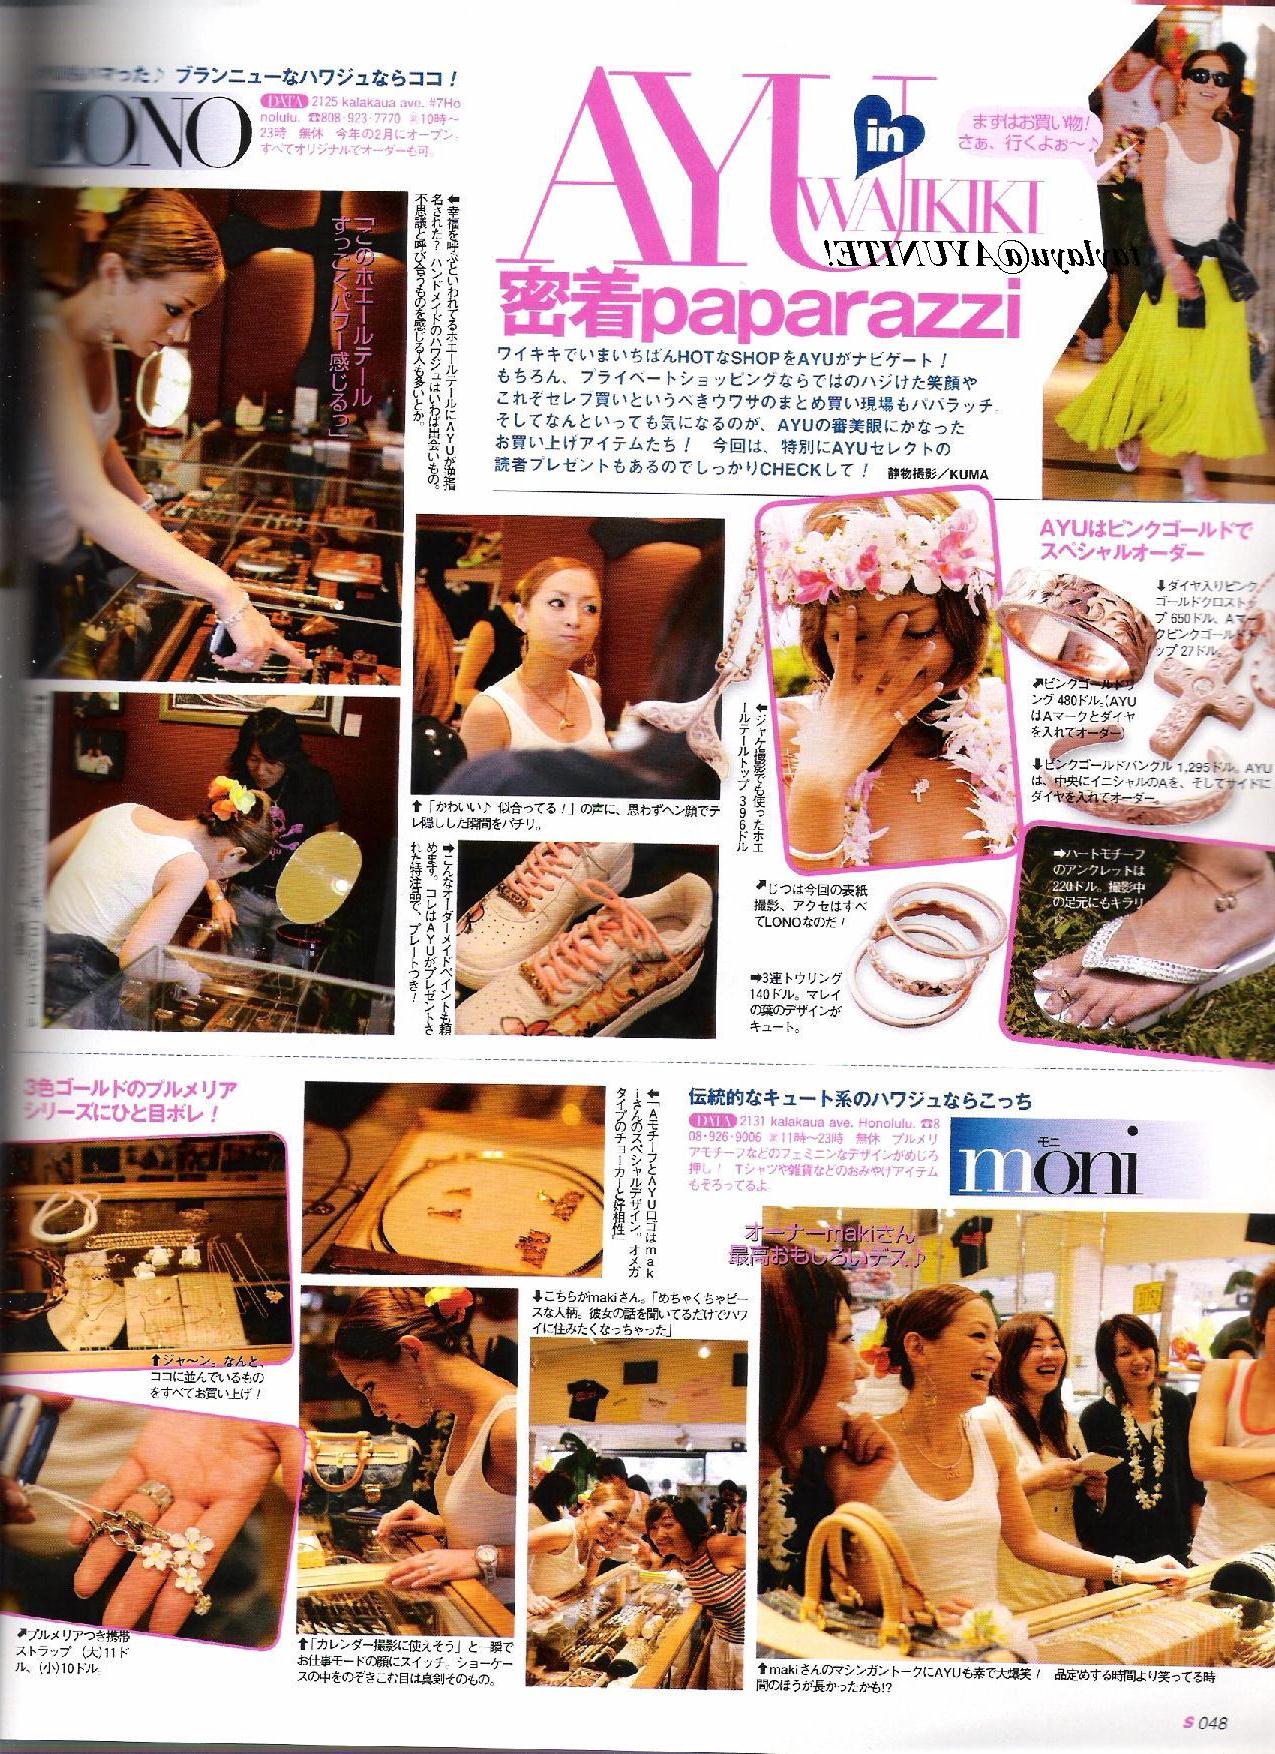 ブランニューなハワジュならココ！
LONO
DATA 2125 kalakaua ave. #7Ho
nolulu. ☎808・923・7770 ※10時〜
23時 無休 今年の2月にオープン。
すべてオリジナルでオーダーも可。
AYU in WAIKIKI
まずはお買い物!
さぁ、行くよぉ〜♪
taylayu@AYUNITE!
密着paparazzi
ワイキキでいまいちばんHOTなSHOPをAYUがナビゲート！
もちろん、プライベートショッピングならではのハジけた笑顔や
これぞセレブ買いというべきウワサのまとめ買い現場もパパラッチ。
そしてなんといっても気になるのが、AYUの審美眼にかなった
お買い上げアイテムたち！ 今回は、特別にAYUセレクトの
読者プレゼントもあるのでしっかりCHECKして！ 静物撮影／KUMA
「このホエールテール
すっごくパワー感じるっ」
⬅幸福を呼ぶといわれてるホエールテールにAYUが逆指
名された？ ハンドメイドのハワジュはいわば出会いもの。
不思議と呼び合うものを感じる人も多いとか。
⬆「かわいい♪ 似合ってる！」の声に、思わずヘン顔でテ
レ隠しした瞬間をパチリ。
➡こんなオーダーメイドペイントも頼
めます。コレはAYUがプレゼントさ
れた特注品で、プレートつき！
⬅ジャケ撮影でも使ったホエ
ールテールトップ 396ドル
AYUはピンクゴールドで
スペシャルオーダー
⬇ダイヤ入りピンク
ゴールドクロストッ
プ 650ドル、Aマー
クピンクゴールドト
ップ 27ドル。
⬈ピンクゴールドリ
ング 480ドル。(AYU
はAマークとダイヤ
を入れてオーダー)
⬇ピンクゴールドバングル 1,295ドル。AYU
は、中央にイニシャルのAを、そしてサイドに
ダイヤを入れてオーダー。
⬈じつは今回の表紙
撮影、アクセはすべ
てLONOなのだ！
➡3連トウリング
140ドル。マレイ
の葉のデザインが
キュート。
➡ハートモチーフ
のアンクレットは
220ドル。撮影中
の足元にもキラリ
3色ゴールドのプルメリア
シリーズにひと目ボレ！
⬆ジャ〜ン。なんと、
ココに並んでいるもの
をすべてお買い上げ！
⬈プルメリアつき携帯
ストラップ （大）11ド
ル、（小）10ドル。
⬅「AモチーフとAYUロゴはmak
iさんのスペシャルデザイン。オメガ
タイプのチョーカーと好相性」
⬆「カレンダー撮影に使えそう」と一瞬で
お仕事モードの顔にスイッチ。ショーケー
スの中をのぞきこむ目は真剣そのもの。
⬇こちらがmakiさん。「めちゃくちゃピー
スな人柄。彼女の話を聞いてるだけでハワ
イに住みたくなっちゃった」
伝統的なキュート系のハワジュならこっち
DATA 2131 kalakaua ave. Honolulu. ☎8
08・926・9006 ※11時〜23時 無休 プルメリ
アモチーフなどのフェミニンなデザインがめじろ
押し！ Tシャツや雑貨などのおみやげアイテム
もそろってるよ
モニ
moni
オーナーmakiさん
最高おもしろいデス♪
⬆makiさんのマシンガントークにAYUも素で大爆笑！ 品定めする時間より笑ってる時
間のほうが長かったかも!?
S 048